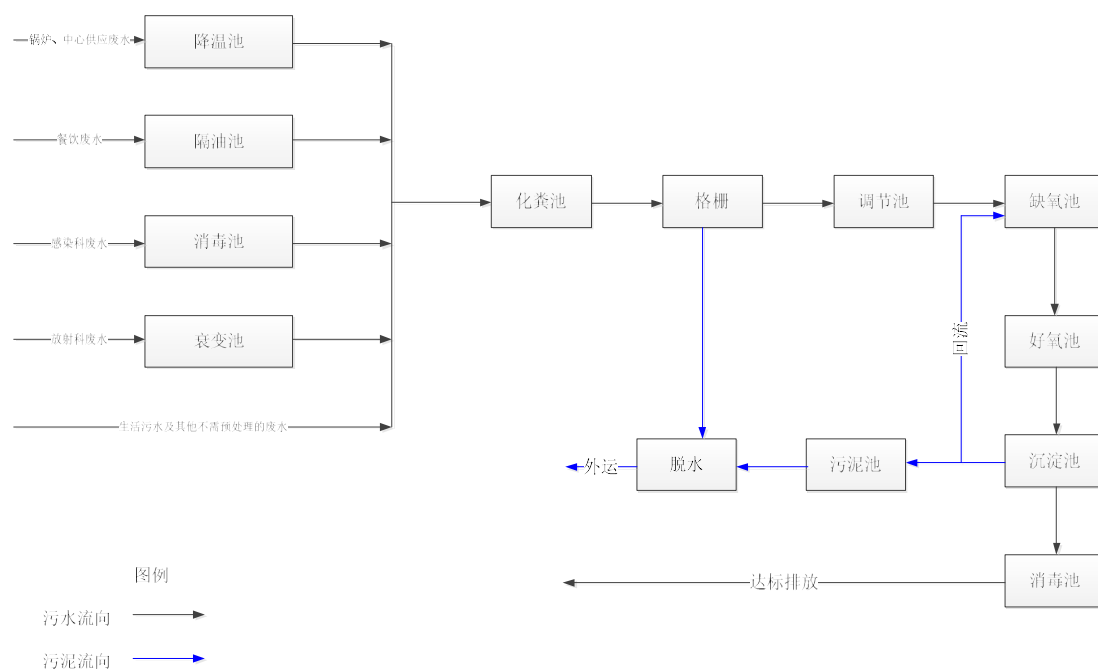 锅炉、中心供应废水
降温池
餐饮废水
隔油池
感染科废水
消毒池
放射科废水
衰变池
生活污水及其他不需预处理的废水
化粪池
格栅
调节池
缺氧池
好氧池
回流
沉淀池
污泥池
脱水
外运
消毒池
达标排放
图例
污水流向
污泥流向